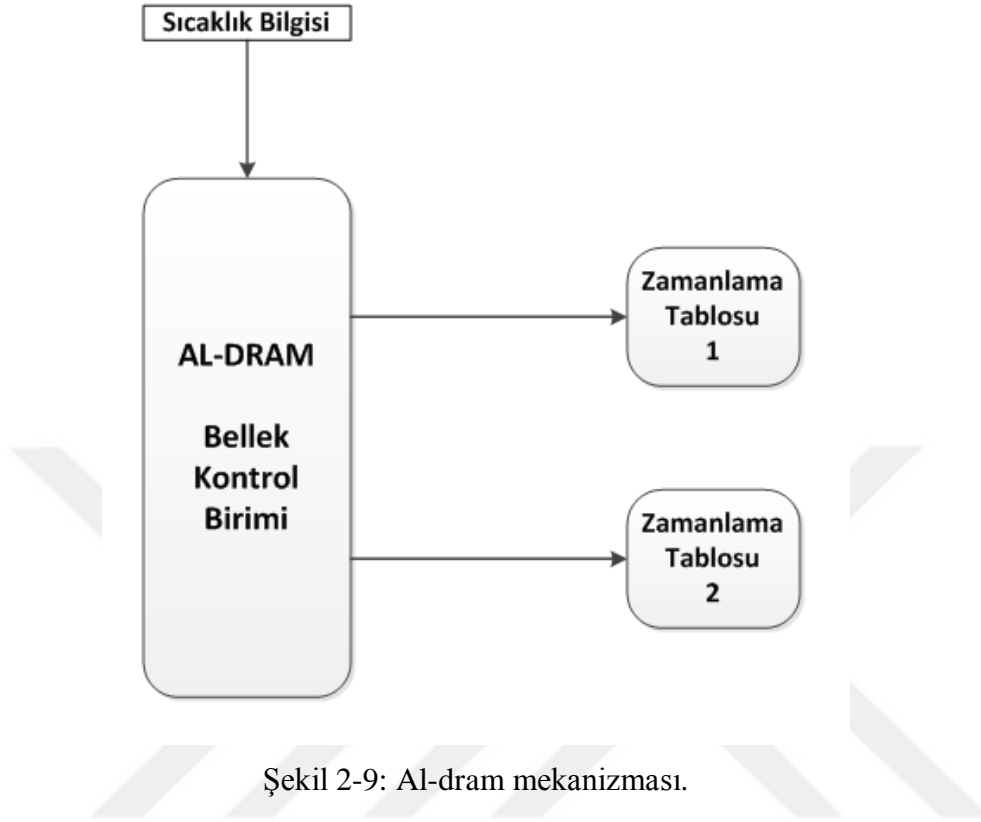 Sıcaklık Bilgisi
AL-DRAM
Bellek
Kontrol
Birimi
Zamanlama
Tablosu
1
Zamanlama
Tablosu
2
Şekil 2-9: Al-dram mekanizması.